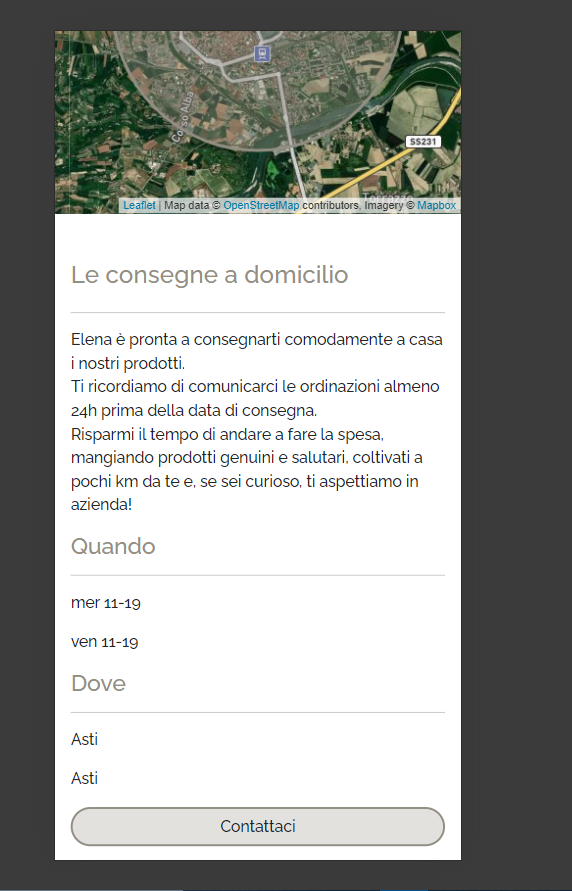 Corso Alba
SS231
Leaflet | Map data © OpenStreetMap contributors, Imagery © Mapbox
Le consegne a domicilio
Elena è pronta a consegnarti comodamente a casa
i nostri prodotti.
Ti ricordiamo di comunicarci le ordinazioni almeno
24h prima della data di consegna.
Risparmi il tempo di andare a fare la spesa,
mangiando prodotti genuini e salutari, coltivati a
pochi km da te e, se sei curioso, ti aspettiamo in
azienda!
Quando
mer 11-19
ven 11-19
Dove
Asti
Asti
Contattaci